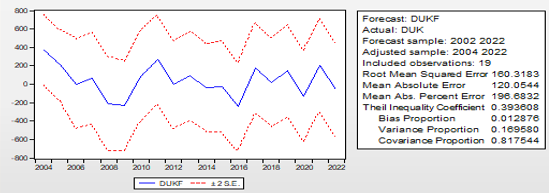 800
600
400
200
0
-200
-400
-600
-800
2004 2006 2008 2010 2012 2014 2016 2018 2020 2022
DUKF ± 2 S.E.
Forecast: DUKF
Actual: DUK
Forecast sample: 2002 2022
Adjusted sample: 2004 2022
Included observations: 19
Root Mean Squared Error 160.3183
Mean Absolute Error 120.0544
Mean Abs. Percent Error 196.6832
Theil Inequality Coefficient 0.393608
Bias Proportion 0.012876
Variance Proportion 0.169580
Covariance Proportion 0.817544